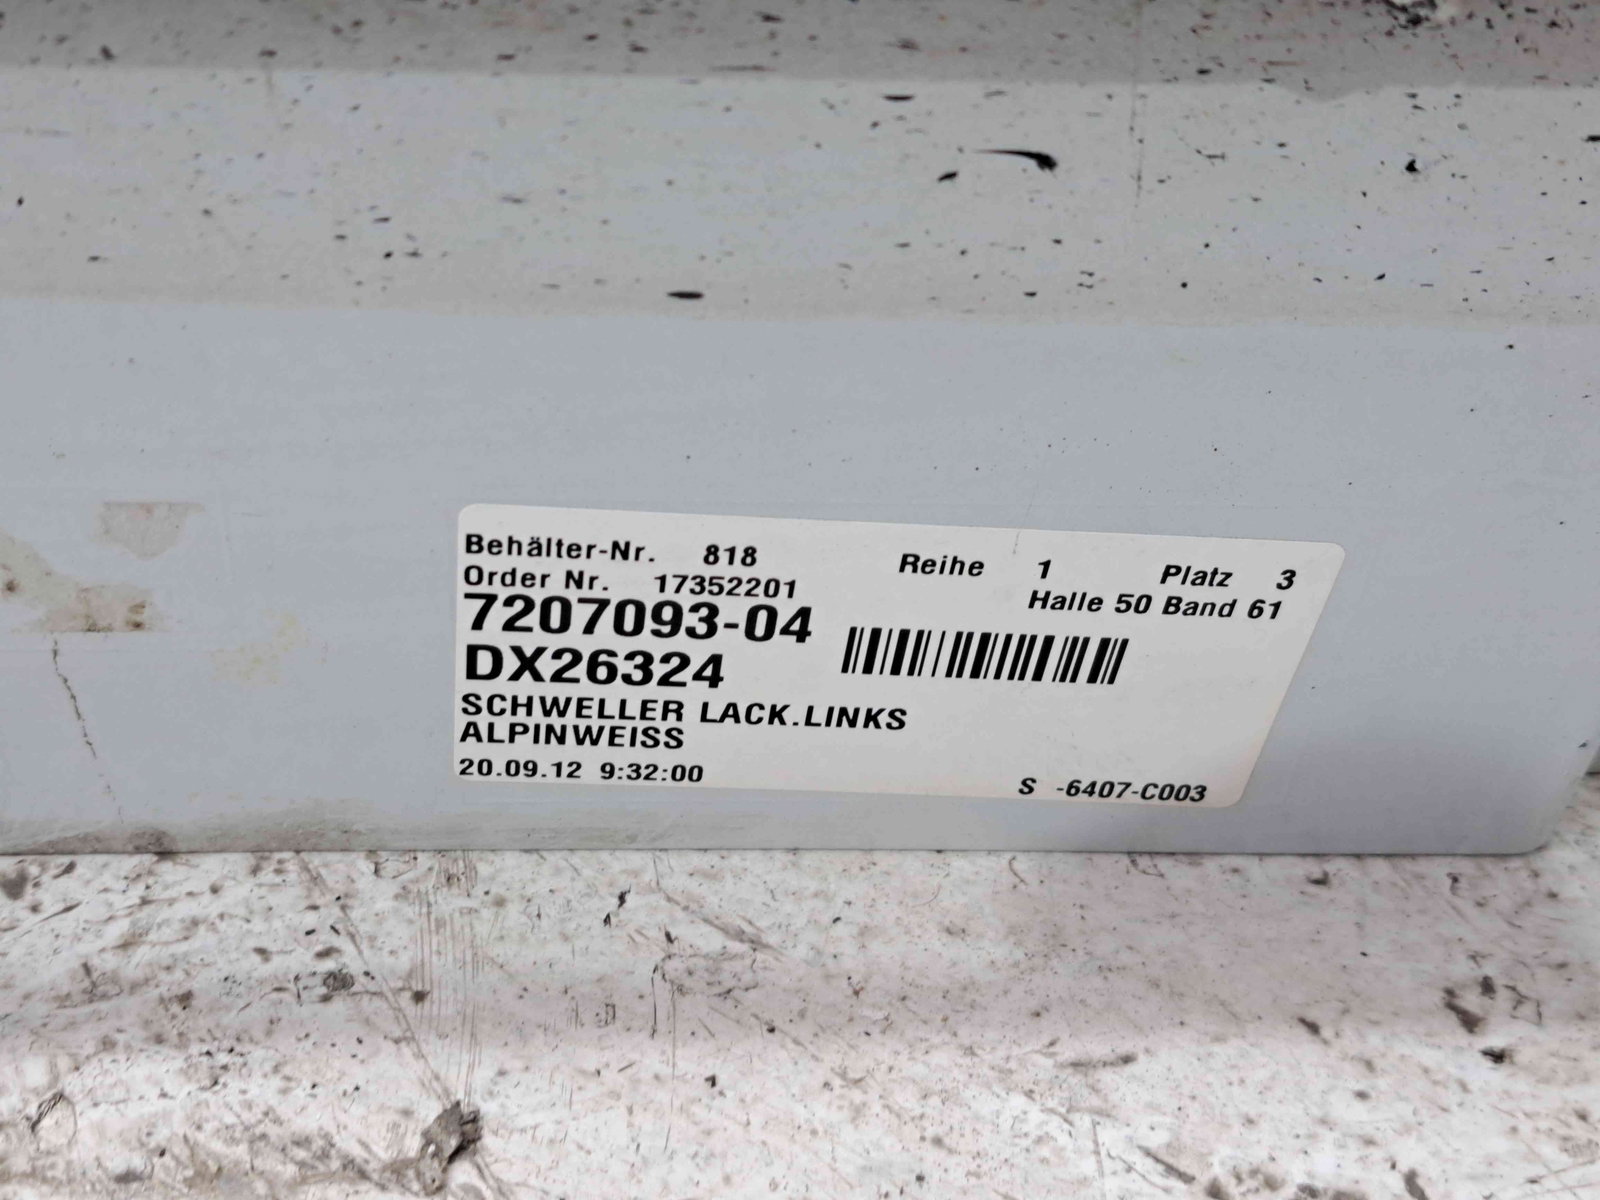 Behälter-Nr. 818 Reihe 1 Platz 3
Order Nr. 17352201 Halle 50 Band 61
7207093-04
DX26324
SCHWELLER LACK.LINKS
ALPINWEISS
20.09.12 9:32:00 S -6407-C003